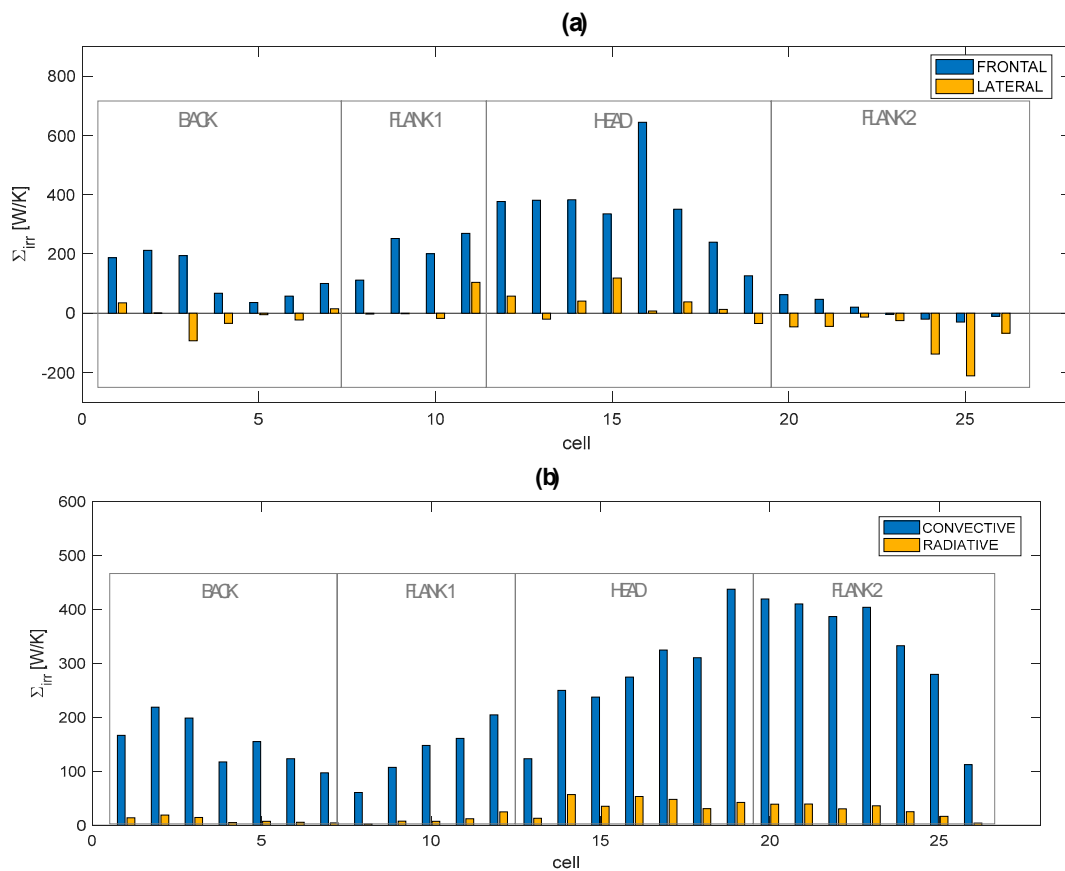 (a)
800
600
400
200
0
-200
Σirr [W/K]
FRONTAL
LATERAL
BACK
FLANK1
HEAD
FLANK2
0 5 10 15 20 25
cell
(b)
600
500
400
300
200
100
0
Σirr [W/K]
CONVECTIVE
RADIATIVE
BACK
FLANK1
HEAD
FLANK2
0 5 10 15 20 25
cell